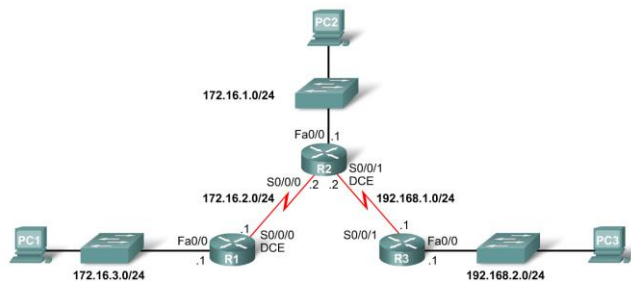 PC2
172.16.1.0/24
Fa0/0 .1
R2
S0/0/0 .2 .2 S0/0/1
DCE
172.16.2.0/24 192.168.1.0/24
PC1 Fa0/0 .1 S0/0/0
DCE
.1 R1
172.16.3.0/24
S0/0/1 .1 Fa0/0 PC3
R3 .1
192.168.2.0/24